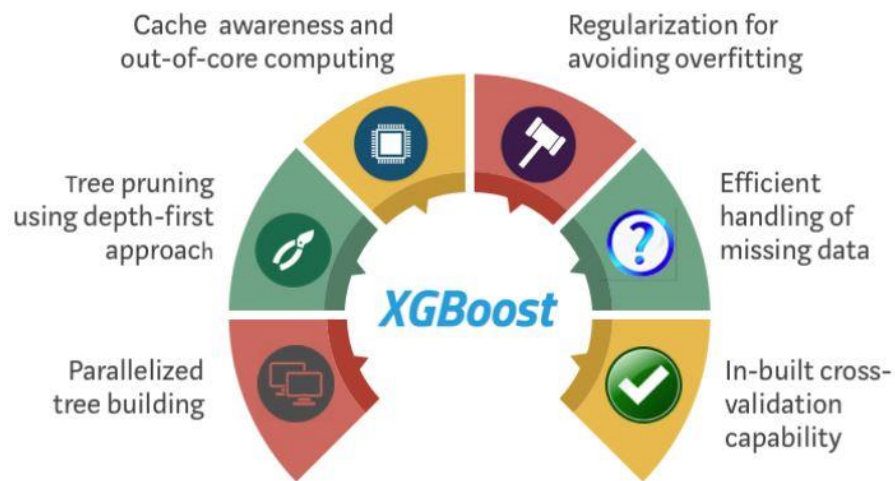 Cache awareness and
out-of-core computing
Regularization for
avoiding overfitting
Tree pruning
using depth-first
approach
Efficient
handling of
missing data
?
XGBoost
Parallelized
tree building
In-built cross-
validation
capability